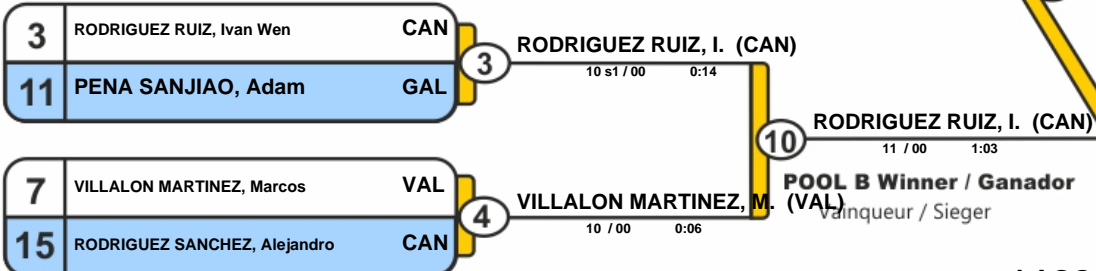 3 RODRIGUEZ RUIZ, Ivan Wen CAN
11 PENA SANJIAO, Adam GAL
3
RODRIGUEZ RUIZ, I. (CAN)
10 s1 / 00 0:14
7 VILLALON MARTINEZ, Marcos VAL
15 RODRIGUEZ SANCHEZ, Alejandro CAN
4
VILLALON MARTINEZ, M. (VAL)
10 / 00 0:06
10
RODRIGUEZ RUIZ, I. (CAN)
11 / 00 1:03
POOL B Winner / Ganador
Vainqueur / Sieger